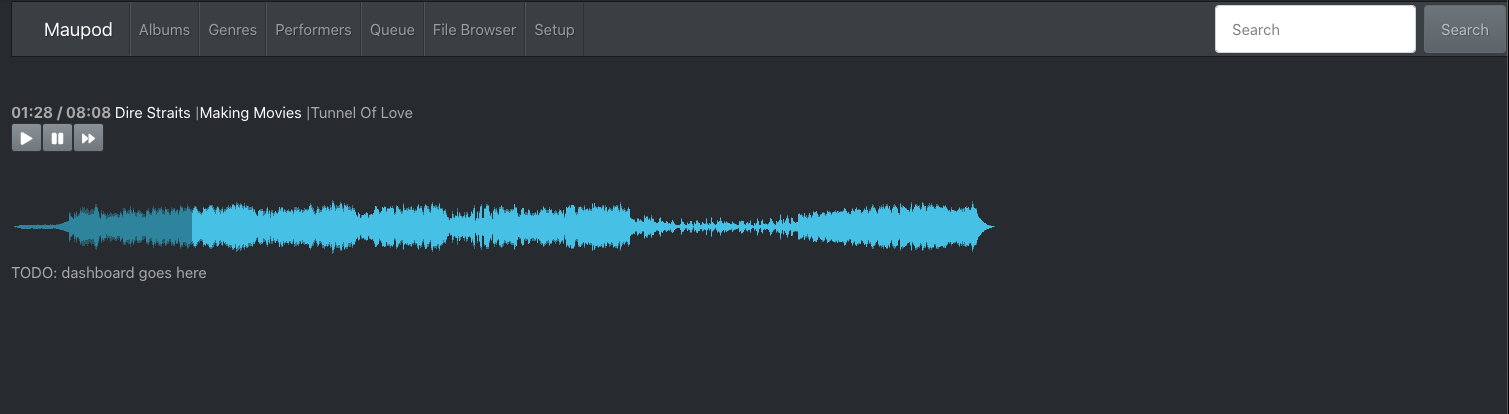 Maupod Albums Genres Performers Queue File Browser Setup Search Search
01:28 / 08:08 Dire Straits |Making Movies |Tunnel Of Love
TODO: dashboard goes here